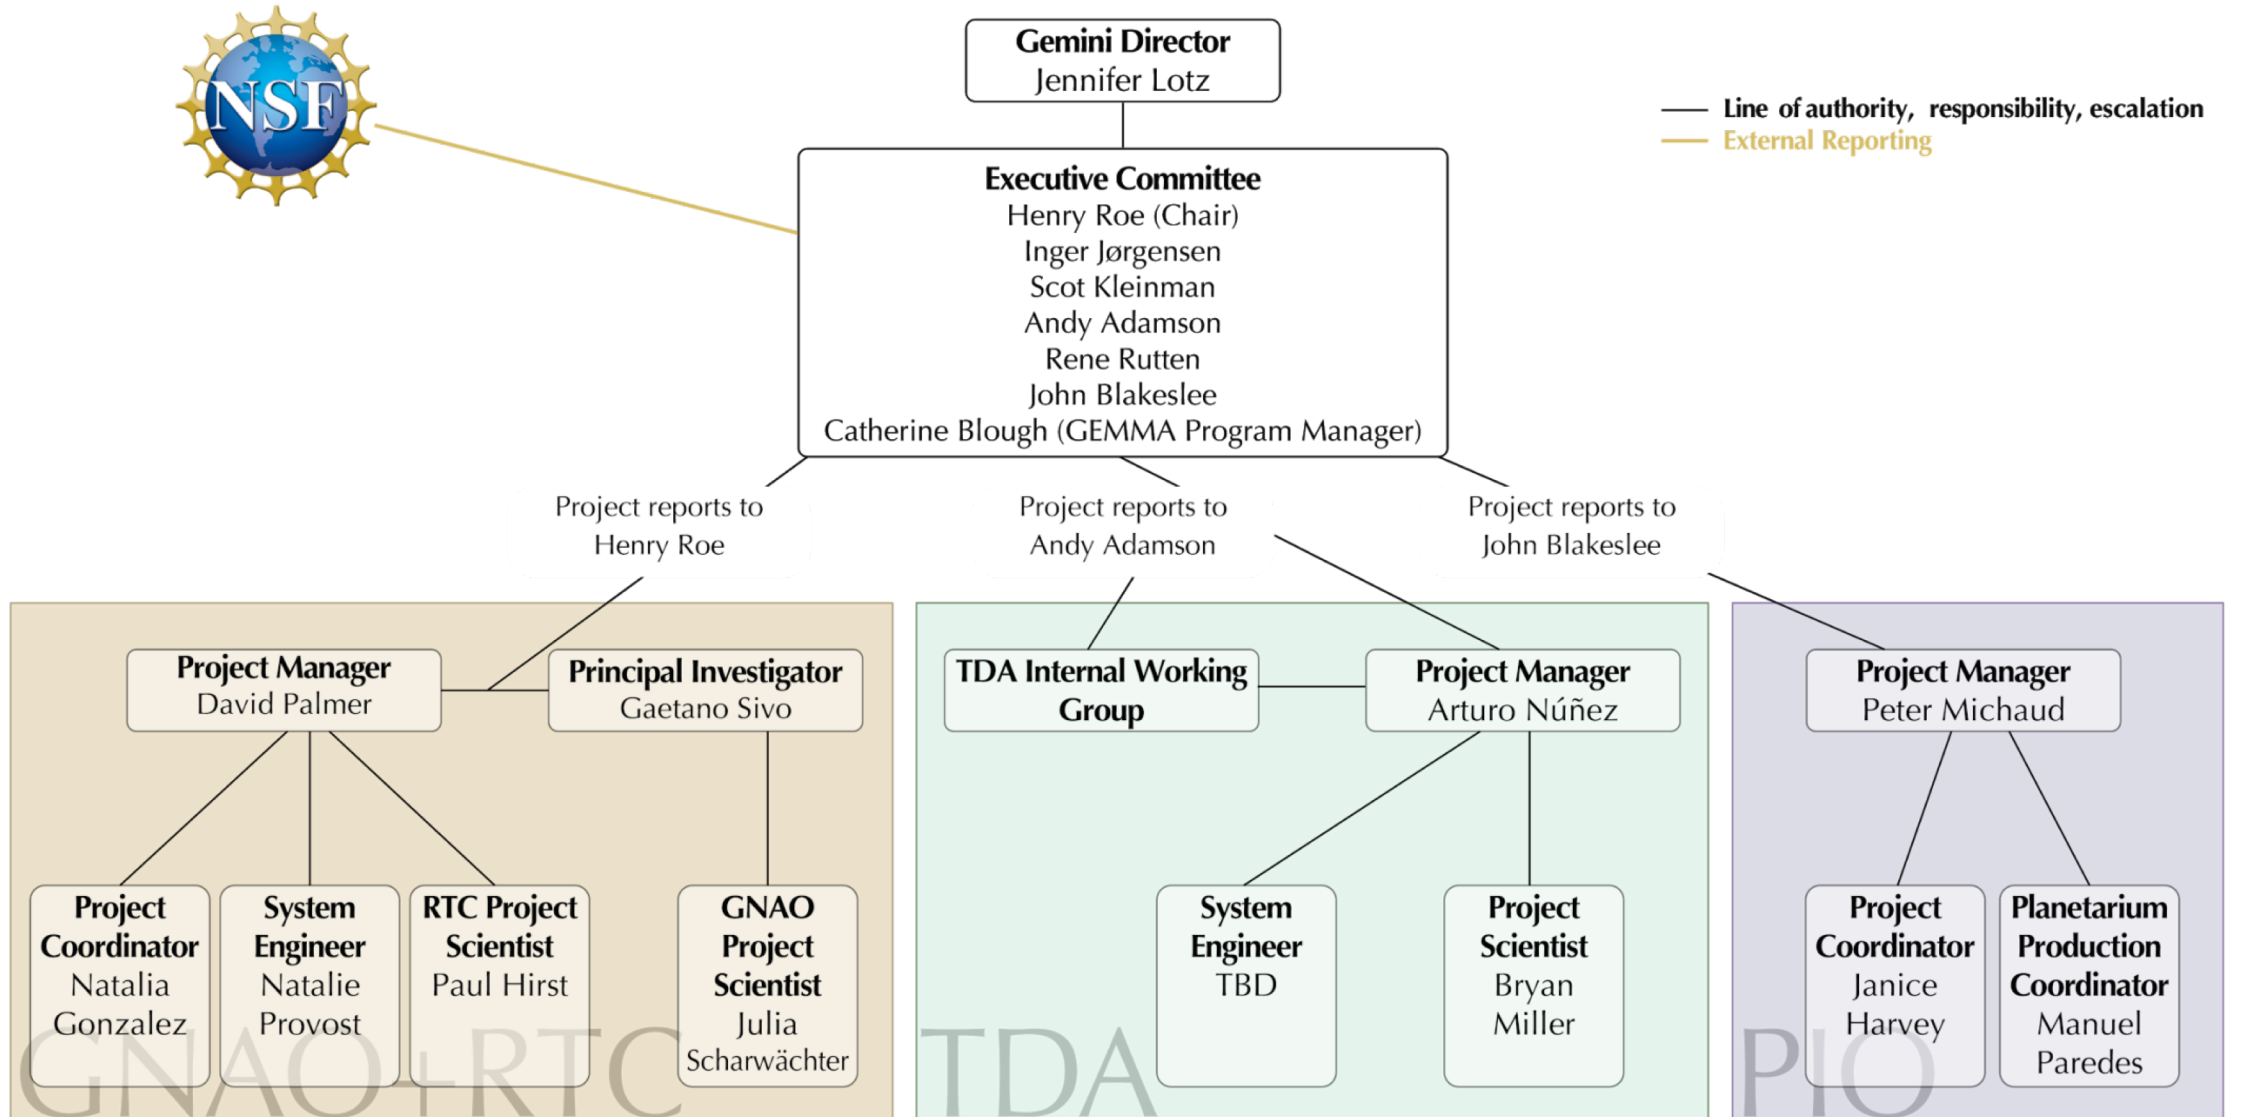 NSF
Gemini Director
Jennifer Lotz
Line of authority, responsibility, escalation
External Reporting
Executive Committee
Henry Roe (Chair)
Inger Jørgensen
Scot Kleinman
Andy Adamson
Rene Rutten
John Blakeslee
Catherine Blough (GEMMA Program Manager)
Project reports to
Henry Roe
Project reports to
Andy Adamson
Project reports to
John Blakeslee
Project Manager
David Palmer
Principal Investigator
Gaetano Sivo
TDA Internal Working
Group
Project Manager
Arturo Núñez
Project Manager
Peter Michaud
Project
Coordinator
Natalia
Gonzalez
System
Engineer
Natalie
Provost
RTC Project
Scientist
Paul Hirst
GNAO
Project
Scientist
Julia
Scharwächter
System
Engineer
TBD
Project
Scientist
Bryan
Miller
Project
Coordinator
Janice
Harvey
Planetarium
Production
Coordinator
Manuel
Paredes
GNAO+RTC
TDA
PIO